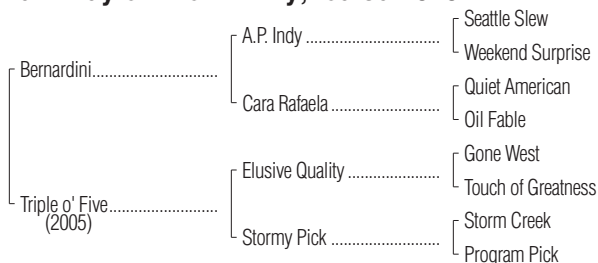 Seattle Slew
A.P. Indy
Weekend Surprise
Bernardini
Quiet American
Cara Rafaela
Oil Fable
Gone West
Elusive Quality
Touch of Greatness
Triple o' Five
(2005)
Storm Creek
Stormy Pick
Program Pick